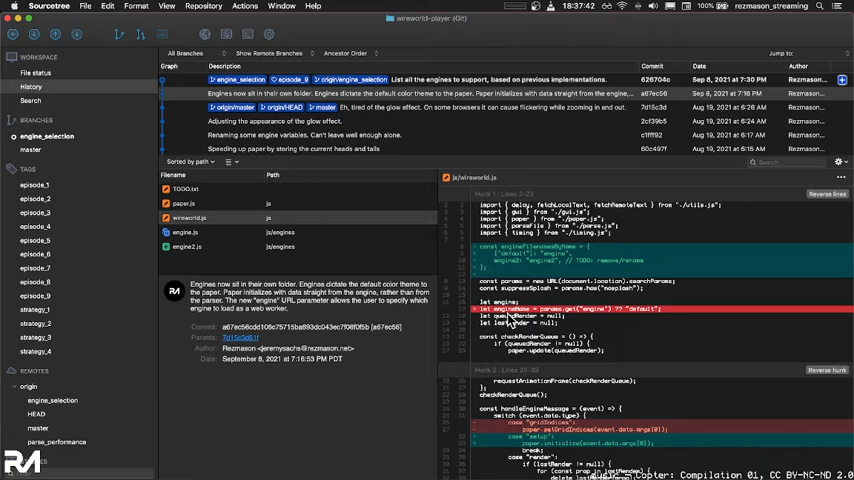 Sourcetree File Edit Format View Repository Actions Window Help 100% 18:37:42 rezmason_streaming
wireworld-player (Git)
WORKSPACE
File status
History
Search
BRANCHES
engine_selection
master
TAGS
episode_1
episode_2
episode_3
episode_4
episode_5
episode_6
episode_7
episode_8
episode_9
strategy_1
strategy_2
strategy_3
strategy_4
REMOTES
origin
engine_selection
HEAD
master
parse_performance
All Branches Show Remote Branches Ancestor Order Jump to:
Graph Description Commit Date Author
engine_selection episode_9 origin/engine_selection List all the engines to support, based on previous implementations. 626704c Sep 8, 2021 at 7:30 PM Rezmason...
Engines now sit in their own folder. Engines dictate the default color theme to the paper. Paper initializes with data straight from the engine,... a67ec56 Sep 8, 2021 at 7:16 PM Rezmason...
origin/master origin/HEAD master Eh, tired of the glow effect. On some browsers it can cause flickering while zooming in and out. 7d15c3d Aug 19, 2021 at 6:26 AM Rezmason...
Adjusting the appearance of the glow effect. 2cf39b5 Aug 19, 2021 at 6:24 AM Rezmason...
Renaming some engine variables. Can't leave well enough alone. c1fff92 Aug 19, 2021 at 6:17 AM Rezmason...
Speeding up paper by storing the current heads and tails 60c497f Aug 19, 2021 at 6:15 AM Rezmason...
Sorted by path Search
Filename Path
TODO.txt
paper.js js
wireworld.js js
engine.js js/engines
engine2.js js/engines
Engines now sit in their own folder. Engines dictate the default color
theme to the paper. Paper initializes with data straight from the
engine, rather than from
the parser. The new "engine" URL parameter allows the user to specify which
engine to load as a web worker.
Commit: a67ec56cdd106c75715ba693dc043ec7f08f0f5b [a67ec56]
Parents: 7d15c3d61f
Author: Rezmason <jeremysachs@rezmason.net>
Date: September 8, 2021 at 7:16:53 PM EDT
js/wireworld.js
Hunk 1 : Lines 2-23 Reverse lines
import { delay, fetchLocalText, fetchRemoteText } from "./utils.js";
import { gui } from "./gui.js";
import { paper } from "./paper.js";
import { parseFile } from "./parse.js";
import { timing } from "./timing.js";
const engineFilenamesByName = {
["default"]: "engine",
engine2: "engine2", // TODO: remove/rename
};
const params = new URL(document.location).searchParams;
const suppressSplash = params.has("nosplash");
let engine;
let engineName = params.get("engine") ?? "default";
let queuedRender = null;
let lastRender = null;
const checkRenderQueue = () => {
if (queuedRender != null) {
paper.update(queuedRender);
Hunk 2 : Lines 26-39 Reverse hunk
requestAnimationFrame(checkRenderQueue);
};
checkRenderQueue();
const handleEngineMessage = (event) => {
switch (event.data.type) {
case "gridIndices":
paper.setGridIndices(event.data.args[0]);
case "setup":
paper.initialize(event.data.args[0]);
break;
case "render":
if (lastRender != null) {
for (const prop in lastRender) {
Copter: Compilation 01, CC BY-NC-ND 2.0
RM